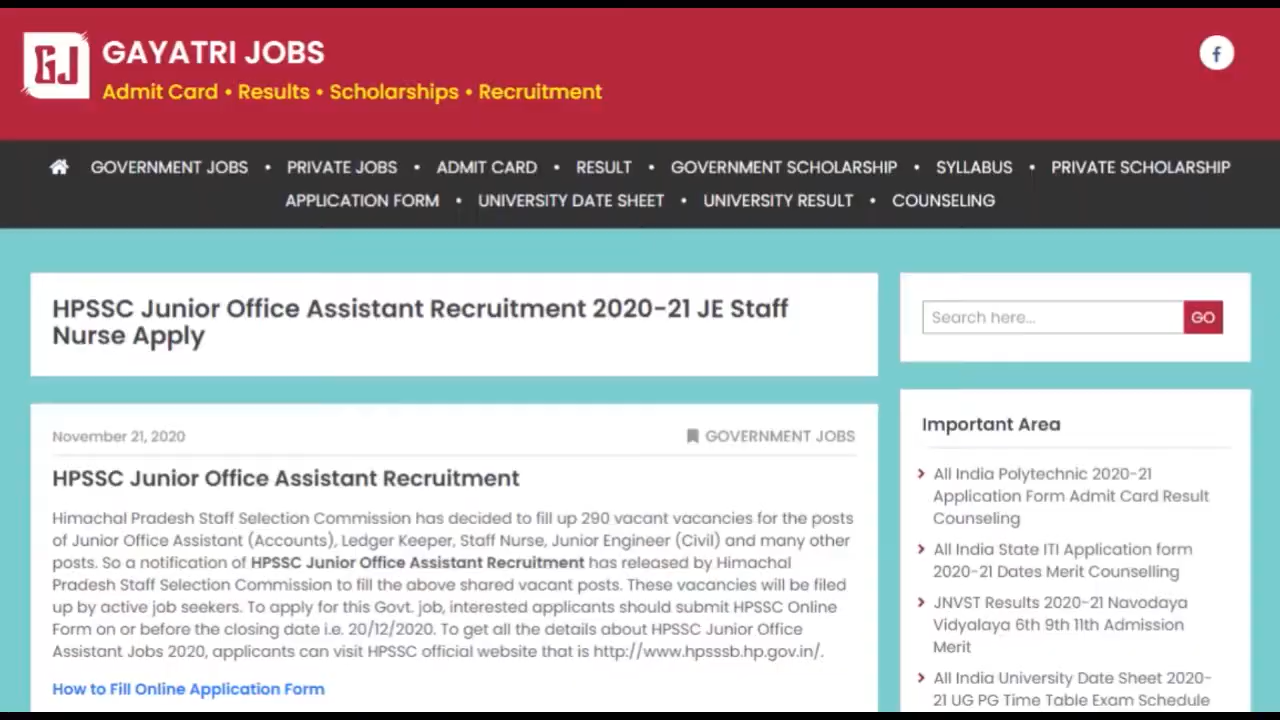 GJ
GAYATRI JOBS
Admit Card • Results • Scholarships • Recruitment
f
GOVERNMENT JOBS • PRIVATE JOBS • ADMIT CARD • RESULT • GOVERNMENT SCHOLARSHIP • SYLLABUS • PRIVATE SCHOLARSHIP
APPLICATION FORM • UNIVERSITY DATE SHEET • UNIVERSITY RESULT • COUNSELING
HPSSC Junior Office Assistant Recruitment 2020-21 JE Staff
Nurse Apply
November 21, 2020
GOVERNMENT JOBS
HPSSC Junior Office Assistant Recruitment
Himachal Pradesh Staff Selection Commission has decided to fill up 290 vacant vacancies for the posts
of Junior Office Assistant (Accounts), Ledger Keeper, Staff Nurse, Junior Engineer (Civil) and many other
posts. So a notification of HPSSC Junior Office Assistant Recruitment has released by Himachal
Pradesh Staff Selection Commission to fill the above shared vacant posts. These vacancies will be filed
up by active job seekers. To apply for this Govt. job, interested applicants should submit HPSSC Online
Form on or before the closing date i.e. 20/12/2020. To get all the details about HPSSC Junior Office
Assistant Jobs 2020, applicants can visit HPSSC official website that is http://www.hpsssb.hp.gov.in/.
How to Fill Online Application Form
Search here...
GO
Important Area
All India Polytechnic 2020-21
Application Form Admit Card Result
Counseling
All India State ITI Application form
2020-21 Dates Merit Counselling
JNVST Results 2020-21 Navodaya
Vidyalaya 6th 9th 11th Admission
Merit
All India University Date Sheet 2020-
21 UG PG Time Table Exam Schedule